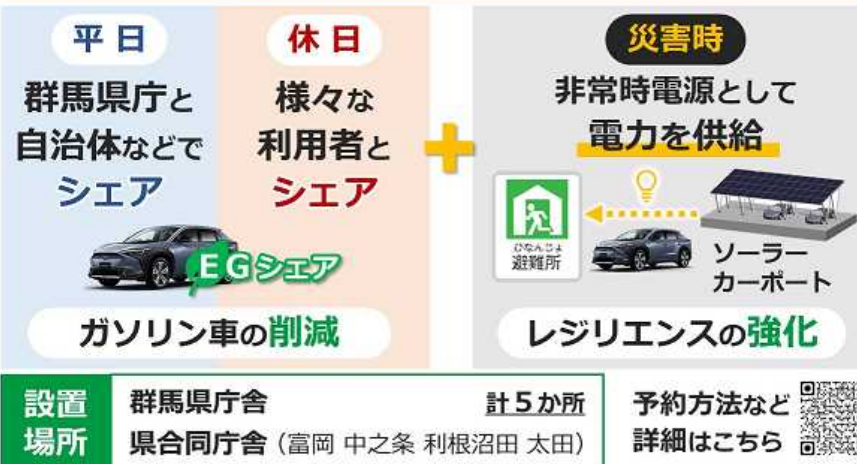 平日
群馬県庁と
自治体などで
シェア
休日
様々な
利用者と
シェア
EGシェア
ガソリン車の削減
+
災害時
非常時電源として
電力を供給
ひなんじょ
避難所
ソーラー
カーポート
レジリエンスの強化
設置
場所
群馬県庁舎 計5か所
県合同庁舎(富岡 中之条 利根沼田 太田)
予約方法など
詳細はこちら